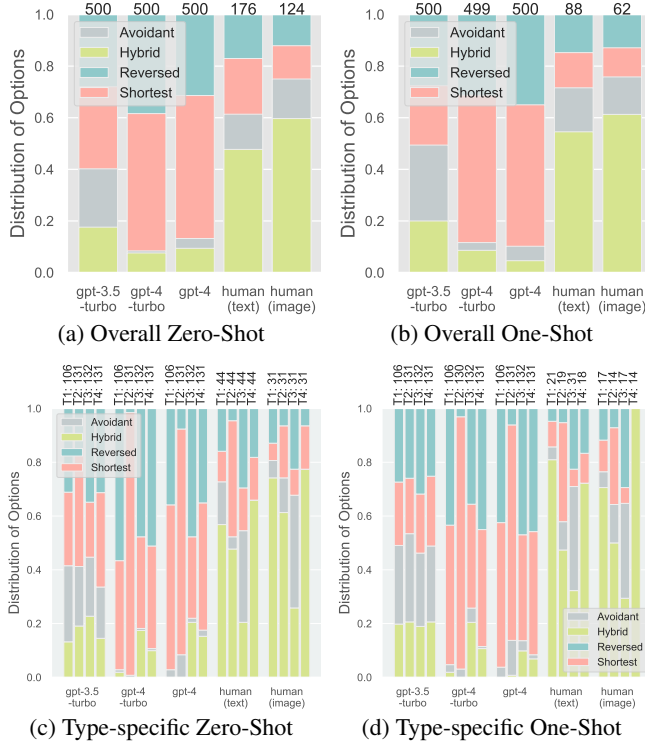 500 500 500 176 124
Avoidant
Hybrid
Reversed
Shortest
Distribution of Options
1.0
0.8
0.6
0.4
0.2
0.0
gpt-3.5 -turbo
gpt-4 -turbo
gpt-4
human (text)
human (image)
(a) Overall Zero-Shot
500 499 500 88 62
Avoidant
Hybrid
Reversed
Shortest
Distribution of Options
1.0
0.8
0.6
0.4
0.2
0.0
gpt-3.5 -turbo
gpt-4 -turbo
gpt-4
human (text)
human (image)
(b) Overall One-Shot
T1: 106
T2: 131
T3: 132
T4: 131
T1: 106
T2: 131
T3: 132
T4: 131
T1: 106
T2: 131
T3: 132
T4: 131
T1: 44
T2: 44
T3: 44
T4: 44
T1: 31
T2: 31
T3: 31
T4: 31
Avoidant
Hybrid
Reversed
Shortest
Distribution of Options
1.0
0.8
0.6
0.4
0.2
0.0
gpt-3.5 -turbo
gpt-4 -turbo
gpt-4
human (text)
human (image)
(c) Type-specific Zero-Shot
T1: 106
T2: 131
T3: 132
T4: 131
T1: 106
T2: 130
T3: 132
T4: 131
T1: 106
T2: 131
T3: 132
T4: 131
T1: 21
T2: 19
T3: 31
T4: 18
T1: 17
T2: 14
T3: 17
T4: 14
Avoidant
Hybrid
Reversed
Shortest
Distribution of Options
1.0
0.8
0.6
0.4
0.2
0.0
gpt-3.5 -turbo
gpt-4 -turbo
gpt-4
human (text)
human (image)
(d) Type-specific One-Shot